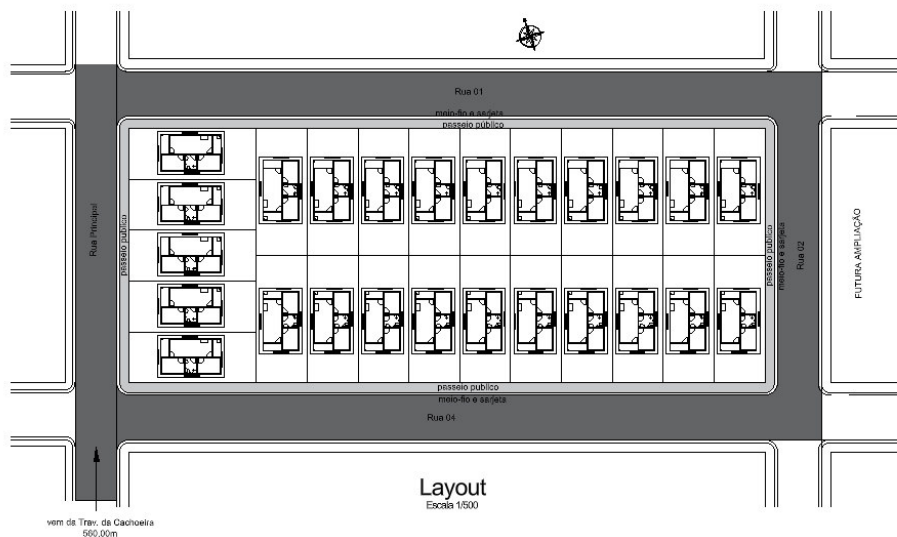 Rua 01
meio-fio e sarjeta
passeio público
Rua Principal
passeio público
passeio público
meio-fio e sarjeta
Rua 02
FUTURA AMPLIAÇÃO
passeio publico
meio-fio e sarjeta
Rua 04
Layout
Escala 1/500
vem da Trav. da Cachoeira
560,00m